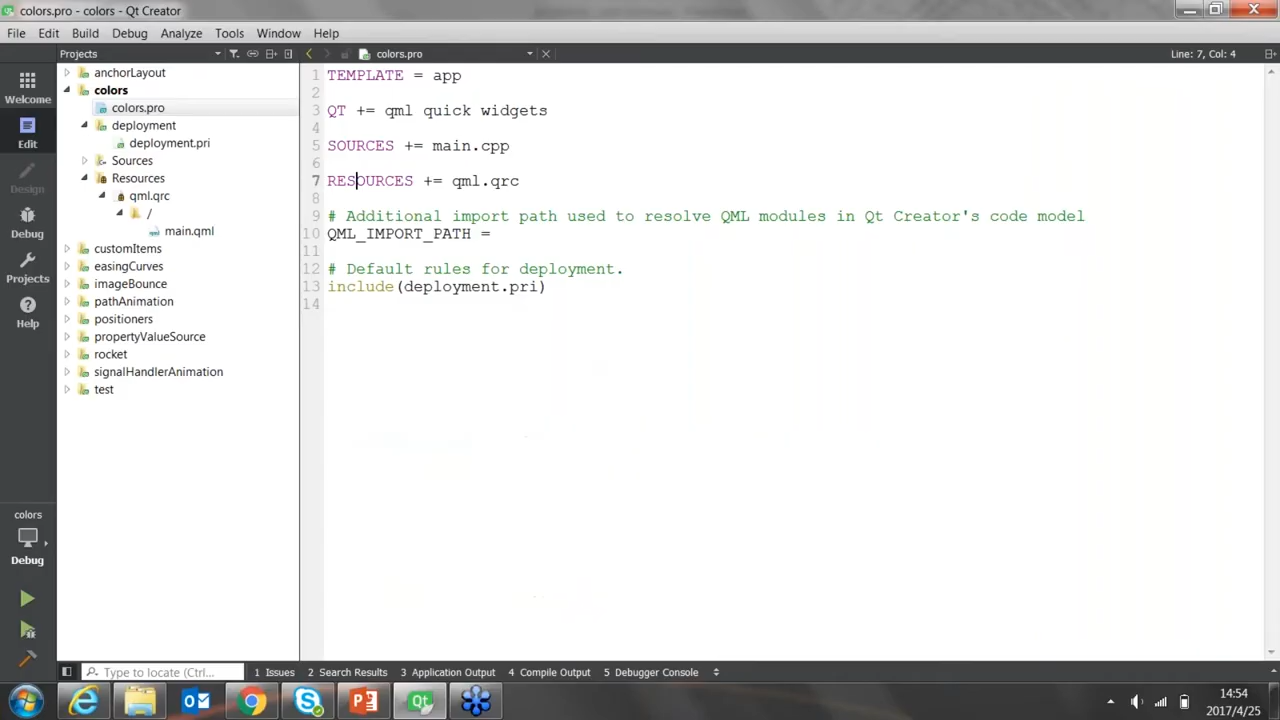 colors.pro - colors - Qt Creator
File Edit Build Debug Analyze Tools Window Help
Projects
colors.pro
Line: 7, Col: 4
Welcome
Edit
Design
Debug
Projects
Help
anchorLayout
colors
colors.pro
deployment
deployment.pri
Sources
Resources
qml.qrc
/
main.qml
customItems
easingCurves
imageBounce
pathAnimation
positioners
propertyValueSource
rocket
signalHandlerAnimation
test
1 TEMPLATE = app
2
3 QT += qml quick widgets
4
5 SOURCES += main.cpp
6
7 RESOURCES += qml.qrc
8
9 # Additional import path used to resolve QML modules in Qt Creator's code model
10 QML_IMPORT_PATH =
11
12 # Default rules for deployment.
13 include(deployment.pri)
14
colors
Debug
Type to locate (Ctrl...
1 Issues 2 Search Results 3 Application Output 4 Compile Output 5 Debugger Console
14:54
2017/4/25